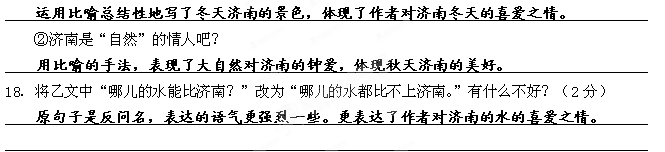 运用比喻总结性地写了冬天济南的景色，体现了作者对济南冬天的喜爱之情。
②济南是“自然”的情人吧？
用比喻的手法，表现了大自然对济南的钟爱，体现秋天济南的美好。
18. 将乙文中“哪儿的水能比济南？”改为“哪儿的水都比不上济南。”有什么不好？（2 分）
原句子是反问名，表达的语气更强烈一些。更表达了作者对济南的水的喜爱之情。